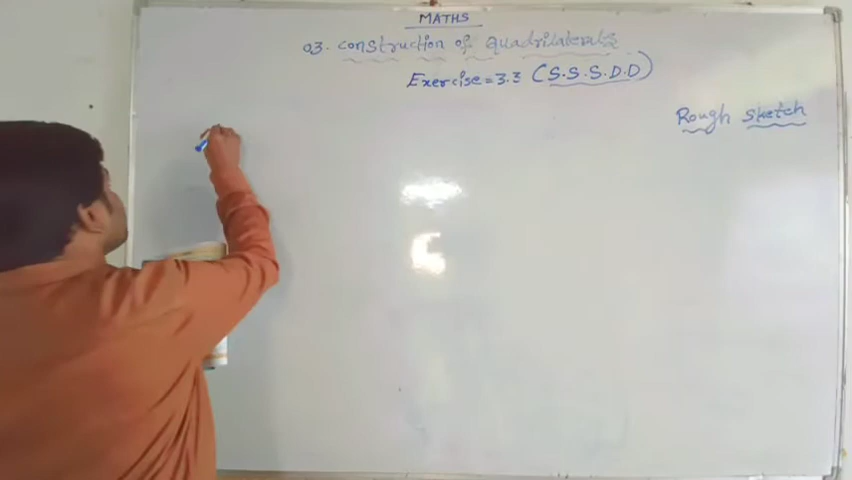 MATHS
03. Construction of Quadrilaterals
Exercise = 3.3 (S.S.S.D.D)
Rough sketch